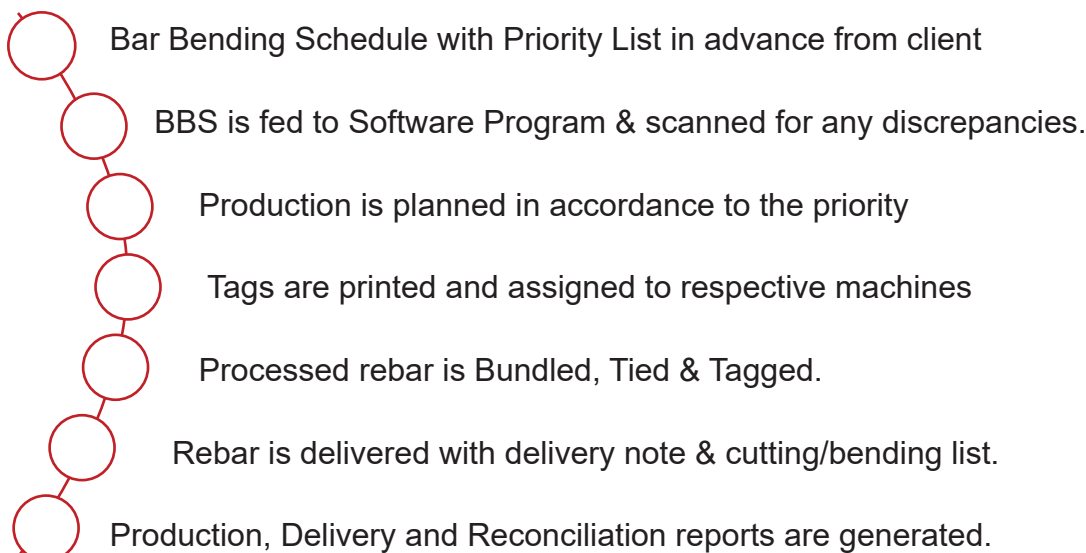 Bar Bending Schedule with Priority List in advance from client
BBS is fed to Software Program & scanned for any discrepancies.
Production is planned in accordance to the priority
Tags are printed and assigned to respective machines
Processed rebar is Bundled, Tied & Tagged.
Rebar is delivered with delivery note & cutting/bending list.
Production, Delivery and Reconciliation reports are generated.